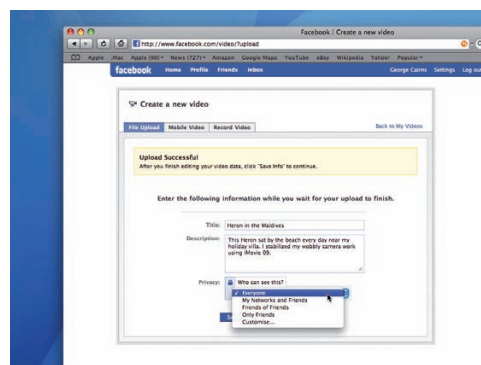 Facebook | Create a new video
http://www.facebook.com/video/?upload
Apple .Mac Apple (90) News (727) Amazon Google Maps YouTube eBay Wikipedia Yahoo! Popular
facebook Home Profile Friends Inbox George Cairns Settings Log out
Create a new video
File Upload Mobile Video Record Video Back to My Videos
Upload Successful
After you finish editing your video data, click "Save Info" to continue.
Enter the following information while you wait for your upload to finish.
Title: Heron in the Maldives
Description: This Heron sat by the beach every day near my
holiday villa. I stabilised my wobbly camera work
using iMovie 09.
Privacy: Who can see this?
Everyone
My Networks and Friends
Friends of Friends
Only Friends
Customise...